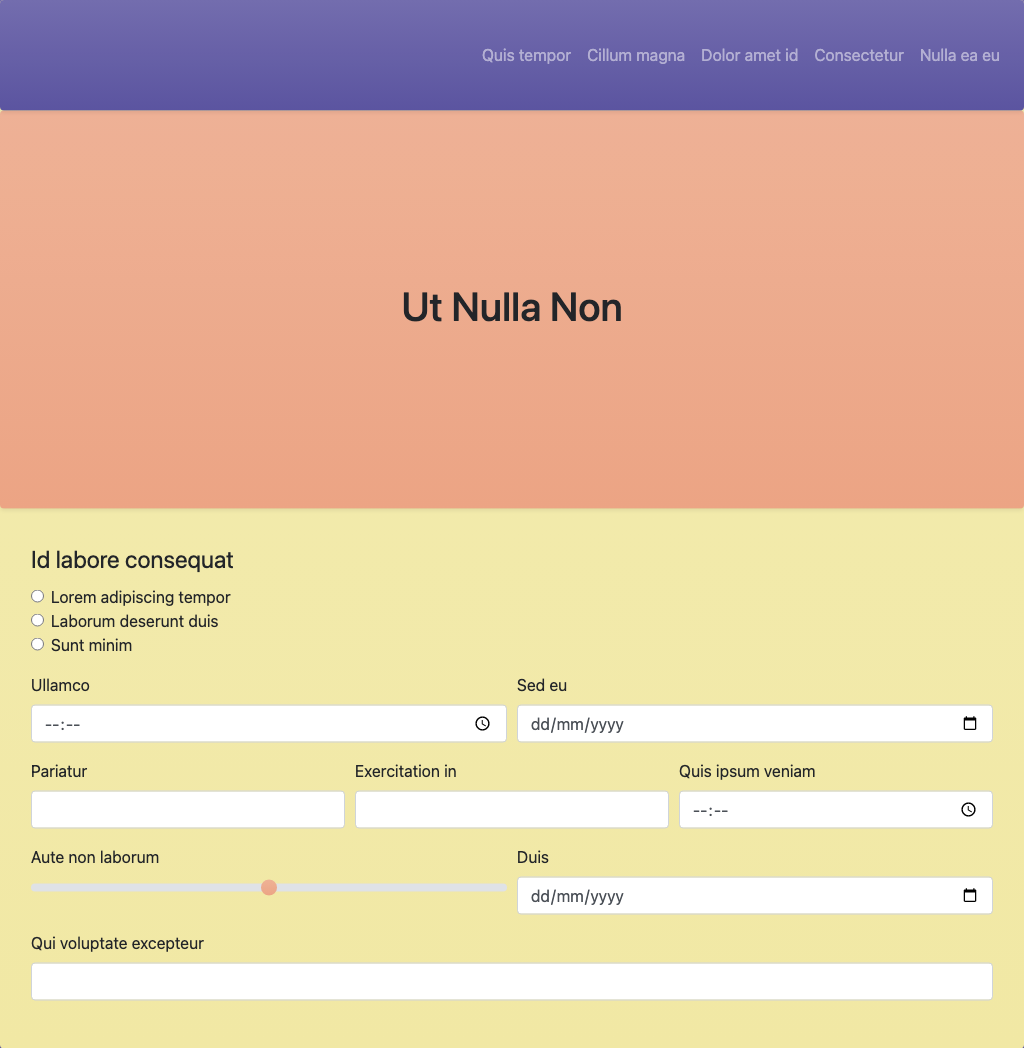 Quis tempor Cillum magna Dolor amet id Consectetur Nulla ea eu
Ut Nulla Non
Id labore consequat
Lorem adipiscing tempor
Laborum deserunt duis
Sunt minim
Ullamco Sed eu
--:-- dd/mm/yyyy
Pariatur Exercitation in Quis ipsum veniam
--:--
Aute non laborum Duis
dd/mm/yyyy
Qui voluptate excepteur